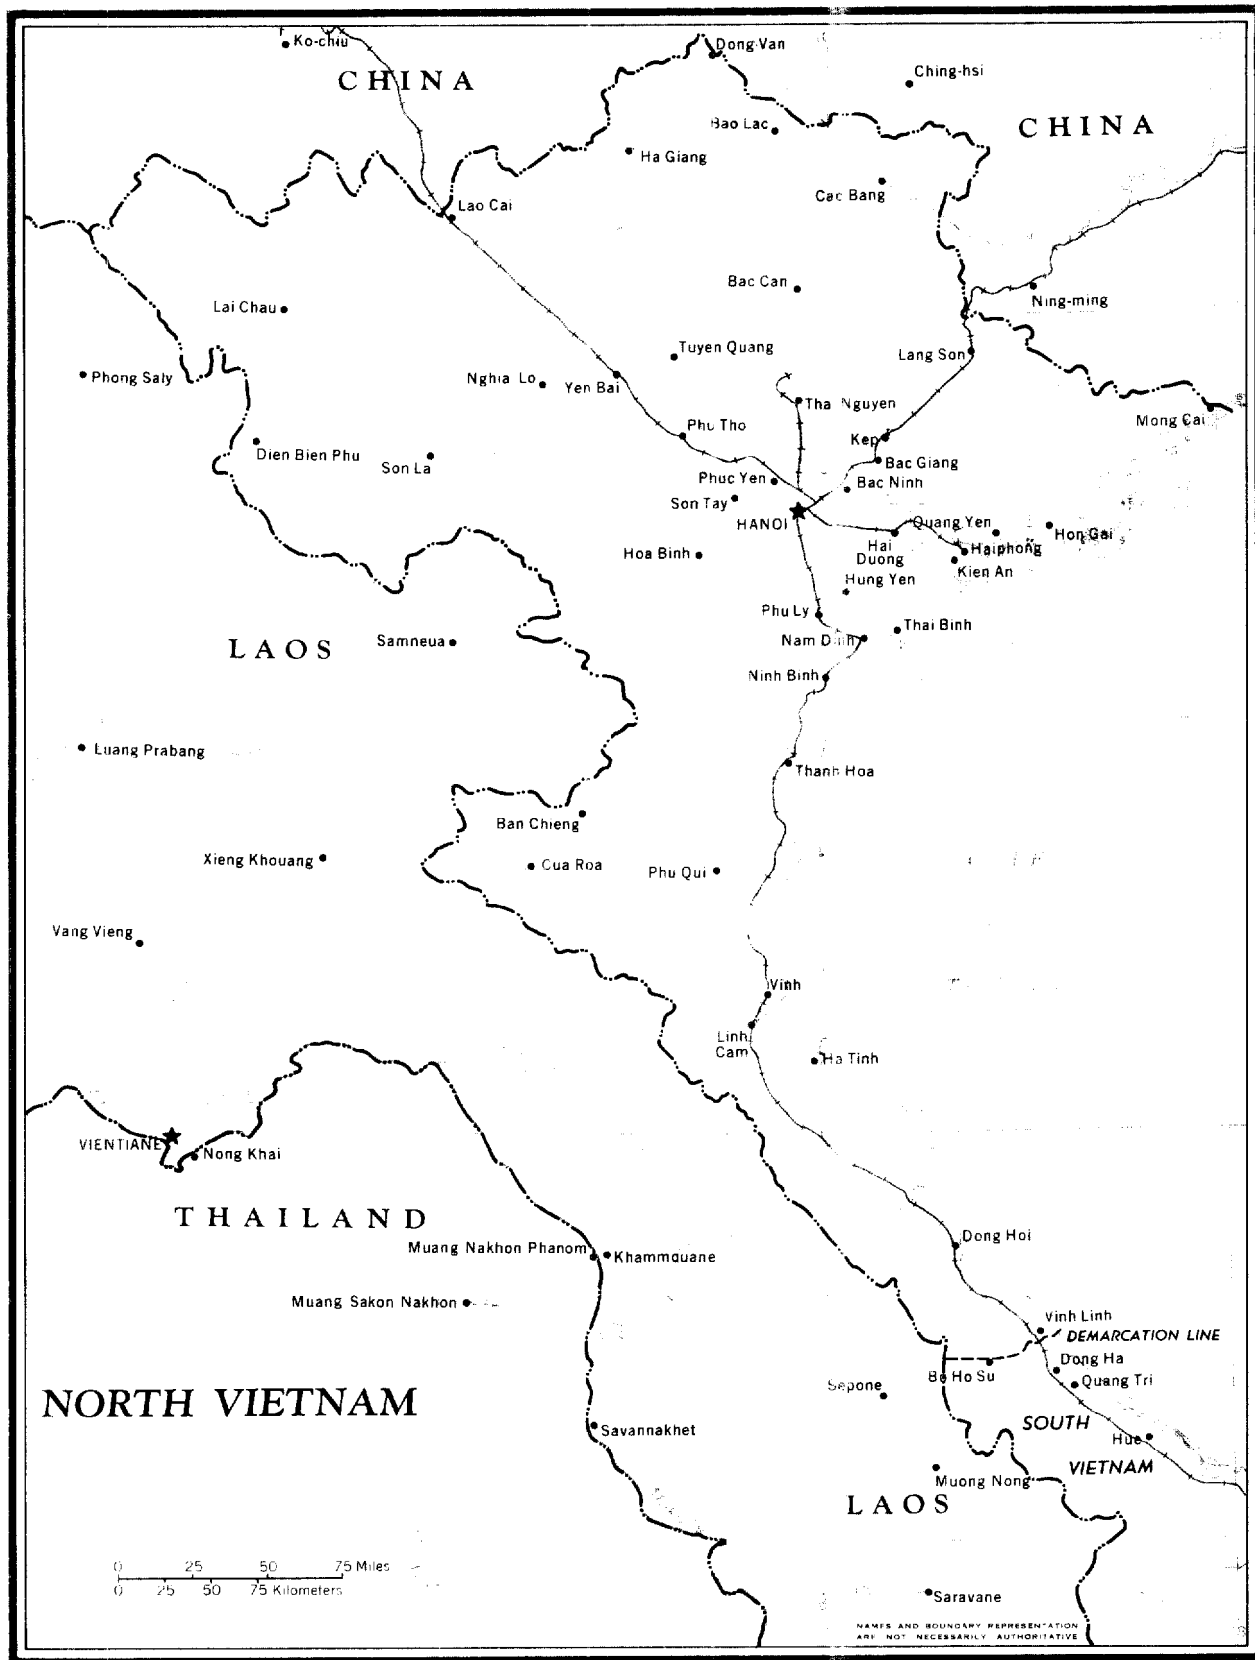 Ko-chiu
Dong Van
CHINA
Ching-hsi
CHINA
Bao Lac
Ha Giang
Cac Bang
Lao Cai
Bac Can
Ning-ming
Lai Chau
Tuyen Quang
Lang Son
Phong Saly
Nghia Lo
Yen Bai
Tha Nguyen
Mong Cai
Phu Tho
Kep
Dien Bien Phu
Son La
Bac Giang
Phuc Yen
Bac Ninh
Son Tay
HANOI
Quang Yen
Hon Gai
Hai
Duong
Haiphong
Hoa Binh
Kien An
Hung Yen
Phu Ly
Thai Binh
Nam Dinh
LAOS
Samneua
Ninh Binh
Luang Prabang
Thanh Hoa
Ban Chieng
Xieng Khouang
Cua Roa
Phu Qui
Vang Vieng
Vinh
Linh
Cam
Ha Tinh
VIENTIANE
Nong Khai
THAILAND
Dong Hoi
Muang Nakhon Phanom
Khammouane
Muang Sakon Nakhon
Vinh Linh
DEMARCATION LINE
Dong Ha
Bo Ho Su
Quang Tri
Sepone
NORTH VIETNAM
SOUTH
VIETNAM
Savannakhet
Hue
Muong Nong
LAOS
0 25 50 75 Miles
0 25 50 75 Kilometers
Saravane
NAMES AND BOUNDARY REPRESENTATION
ARE NOT NECESSARILY AUTHORITATIVE